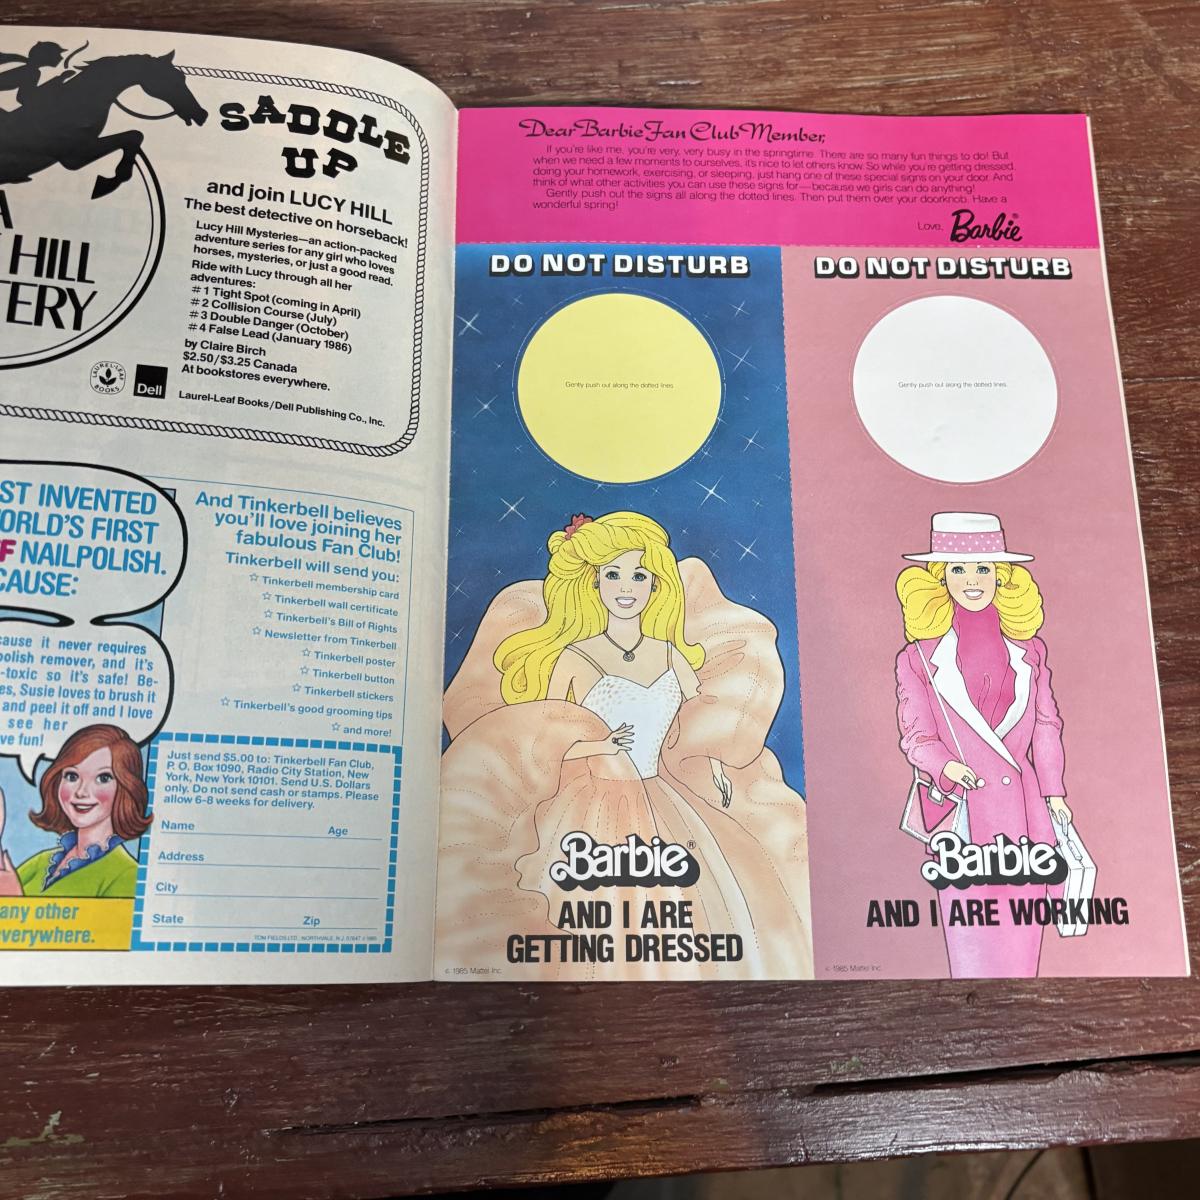 SADDLE
UP
and join LUCY HILL
The best detective on horseback!
Lucy Hill Mysteries—an action-packed
adventure series for any girl who loves
horses, mysteries, or just a good read.
Ride with Lucy through all her
adventures:
#1 Tight Spot (coming in April)
#2 Collision Course (July)
#3 Double Danger (October)
#4 False Lead (January 1986)
by Claire Birch
$2.50/$3.25 Canada
At bookstores everywhere.
Laurel-Leaf Books/Dell Publishing Co., Inc.
A
HILL
TERY
LAUREL-LEAF
BOOKS
Dell
ST INVENTED
ORLD'S FIRST
F NAILPOLISH.
CAUSE:
cause it never requires
polish remover, and it's
-toxic so it's safe! Be-
es, Susie loves to brush it
and peel it off and I love
see her
ve fun!
any other
everywhere.
And Tinkerbell believes
you'll love joining her
fabulous Fan Club!
Tinkerbell will send you:
☆ Tinkerbell membership card
☆ Tinkerbell wall certificate
☆ Tinkerbell's Bill of Rights
☆ Newsletter from Tinkerbell
☆ Tinkerbell poster
☆ Tinkerbell button
☆ Tinkerbell stickers
☆ Tinkerbell's good grooming tips
☆ and more!
Just send $5.00 to: Tinkerbell Fan Club,
P. O. Box 1090, Radio City Station, New
York, New York 10101. Send U.S. Dollars
only. Do not send cash or stamps. Please
allow 6-8 weeks for delivery.
Name Age
Address
City
State Zip
TOM FIELDS LTD., NORTHVALE, N.J. 07647 © 1985
Dear Barbie Fan Club Member,
If you're like me, you're very, very busy in the springtime. There are so many fun things to do! But
when we need a few moments to ourselves, it's nice to let others know. So while you're getting dressed,
doing your homework, exercising, or sleeping, just hang one of these special signs on your door. And
think of what other activities you can use these signs for—because we girls can do anything!
Gently push out the signs all along the dotted lines. Then put them over your doorknob. Have a
wonderful spring!
Love, Barbie®
DO NOT DISTURB
Gently push out along the dotted lines.
Barbie®
AND I ARE
GETTING DRESSED
© 1985 Mattel Inc.
DO NOT DISTURB
Gently push out along the dotted lines.
Barbie
AND I ARE WORKING
© 1985 Mattel Inc.